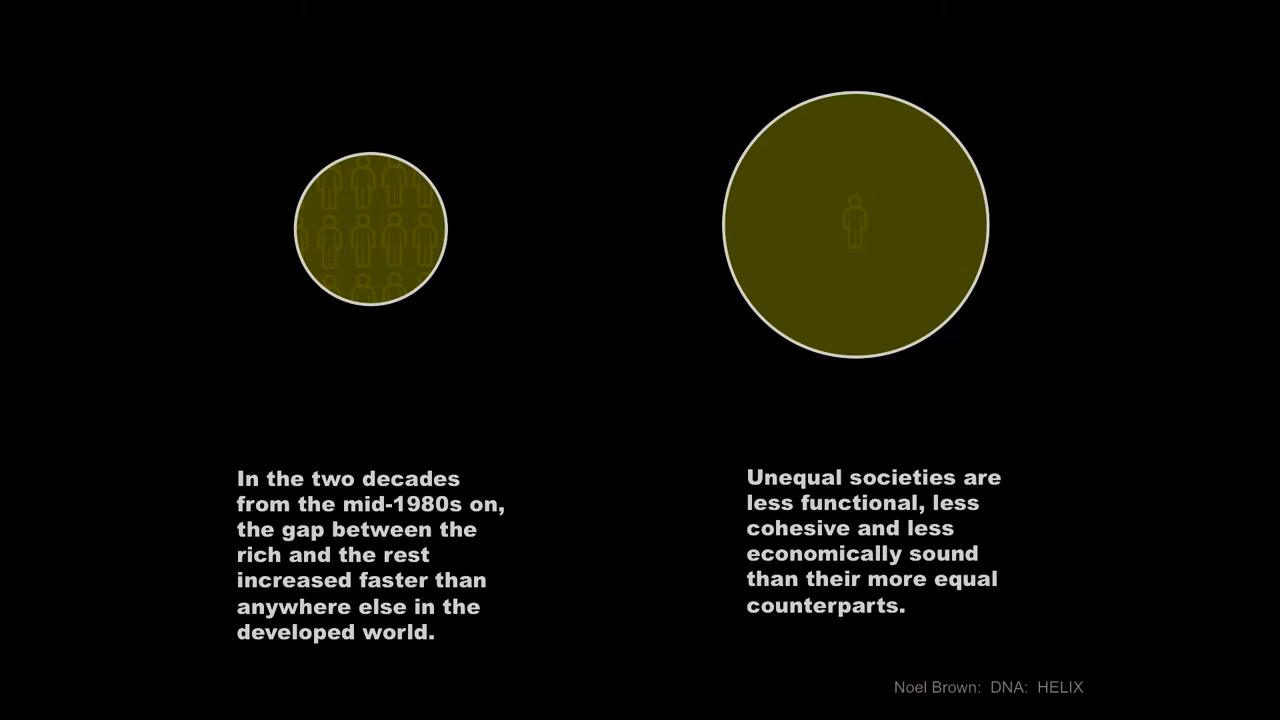 In the two decades
from the mid-1980s on,
the gap between the
rich and the rest
increased faster than
anywhere else in the
developed world.
Unequal societies are
less functional, less
cohesive and less
economically sound
than their more equal
counterparts.
Noel Brown:  DNA:  HELIX